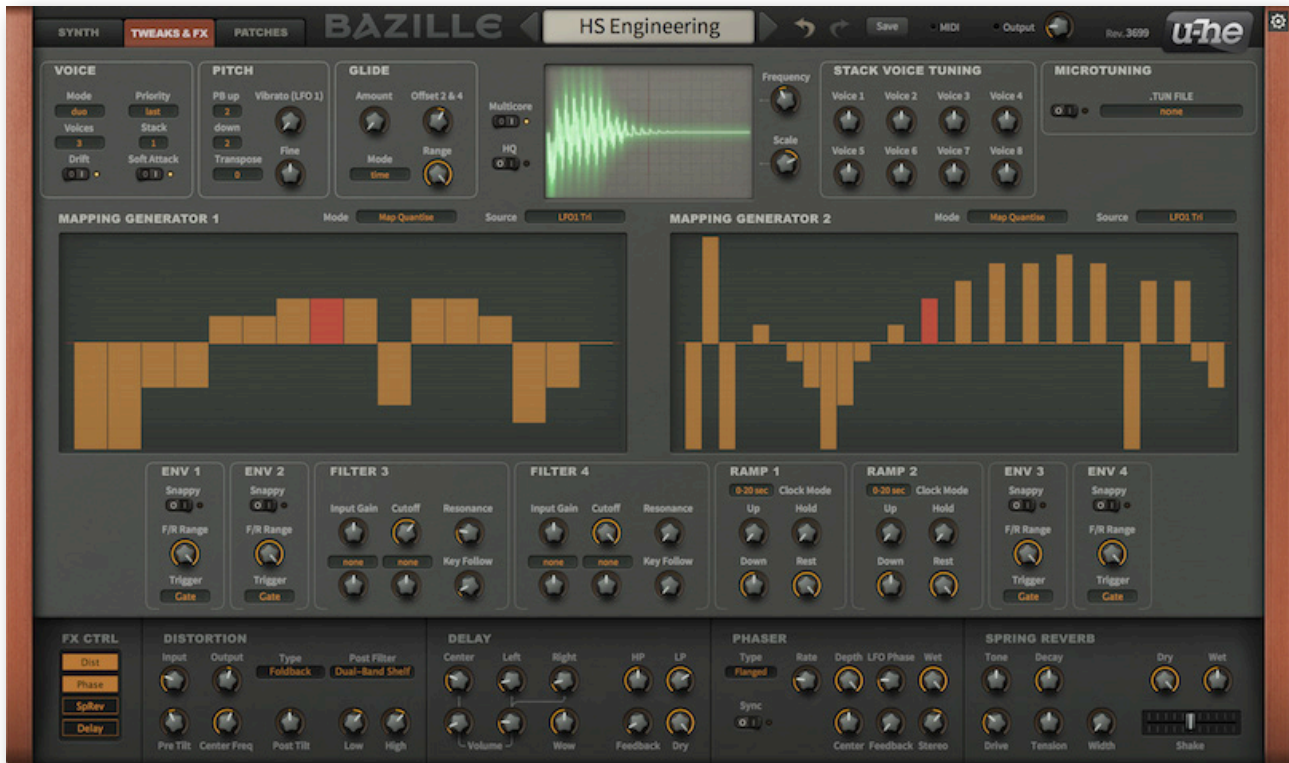 SYNTH TWEAKS & FX PATCHES BAZILLE HS Engineering Save MIDI Output Rev. 3699 u-he
VOICE PITCH GLIDE STACK VOICE TUNING MICROTUNING
Mode Priority PB up Vibrato (LFO 1) Amount Offset 2 & 4 Multicore Frequency Voice 1 Voice 2 Voice 3 Voice 4 .TUN FILE
duo last 2 0 I 0 I none
Voices Stack down
3 1 2 HQ Scale Voice 5 Voice 6 Voice 7 Voice 8
Drift Soft Attack Transpose Fine Mode Range 0 I
0 I 0 I 0 time
MAPPING GENERATOR 1 Mode Map Quantise Source LFO1 Tri MAPPING GENERATOR 2 Mode Map Quantise Source LFO1 Tri
ENV 1 ENV 2 FILTER 3 FILTER 4 RAMP 1 RAMP 2 ENV 3 ENV 4
Snappy Snappy 0-20 sec Clock Mode 0-20 sec Clock Mode Snappy Snappy
0 I 0 I Input Gain Cutoff Resonance Input Gain Cutoff Resonance Up Hold Up Hold 0 I 0 I
F/R Range F/R Range F/R Range F/R Range
none none Key Follow none none Key Follow Down Rest Down Rest
Trigger Trigger Trigger Trigger
Gate Gate Gate Gate
FX CTRL DISTORTION DELAY PHASER SPRING REVERB
Dist Input Output Type Post Filter Center Left Right HP LP Type Rate Depth LFO Phase Wet Tone Decay Dry Wet
Phase Foldback Dual-Band Shelf Flanged
SpRev Sync
Delay 0 I
Pre Tilt Center Freq Post Tilt Low High Volume Wow Feedback Dry Center Feedback Stereo Drive Tension Width Shake